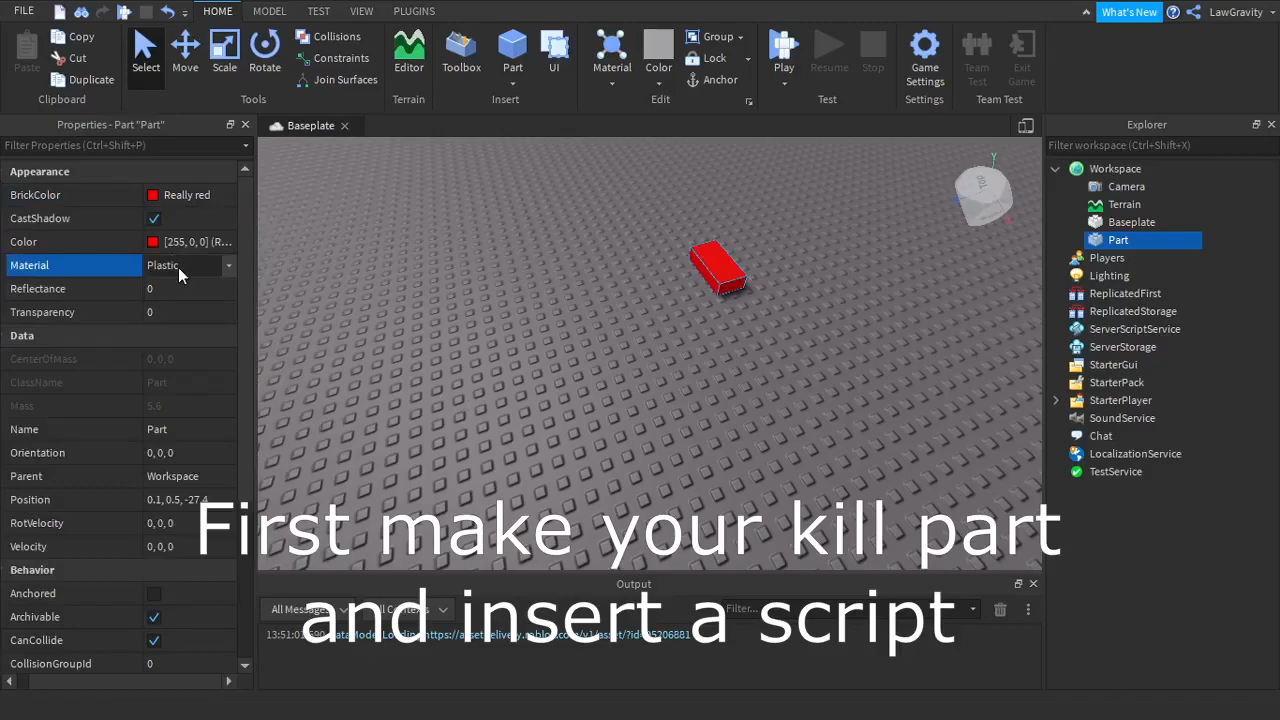 FILE
HOME
MODEL
TEST
VIEW
PLUGINS
What's New
LawGravity
Paste
Copy
Cut
Duplicate
Clipboard
Select
Move
Scale
Rotate
Collisions
Constraints
Join Surfaces
Tools
Editor
Terrain
Toolbox
Part
UI
Insert
Material
Color
Group
Lock
Anchor
Edit
Play
Resume
Stop
Test
Game
Settings
Settings
Team
Test
Exit
Game
Team Test
Properties - Part "Part"
Filter Properties (Ctrl+Shift+P)
Appearance
BrickColor Really red
CastShadow
Color [255, 0, 0] (R...
Material Plastic
Reflectance 0
Transparency 0
Data
CenterOfMass 0, 0, 0
ClassName Part
Mass 5.6
Name Part
Orientation 0, 0, 0
Parent Workspace
Position 0.1, 0.5, -27.4
RotVelocity 0, 0, 0
Velocity 0, 0, 0
Behavior
Anchored
Archivable
CanCollide
CollisionGroupId 0
Baseplate
Y
TOP
First make your kill part
and insert a script
Output
All Messages
Filter...
Explorer
Filter workspace (Ctrl+Shift+X)
Workspace
Camera
Terrain
Baseplate
Part
Players
Lighting
ReplicatedFirst
ReplicatedStorage
ServerScriptService
ServerStorage
StarterGui
StarterPack
StarterPlayer
SoundService
Chat
LocalizationService
TestService